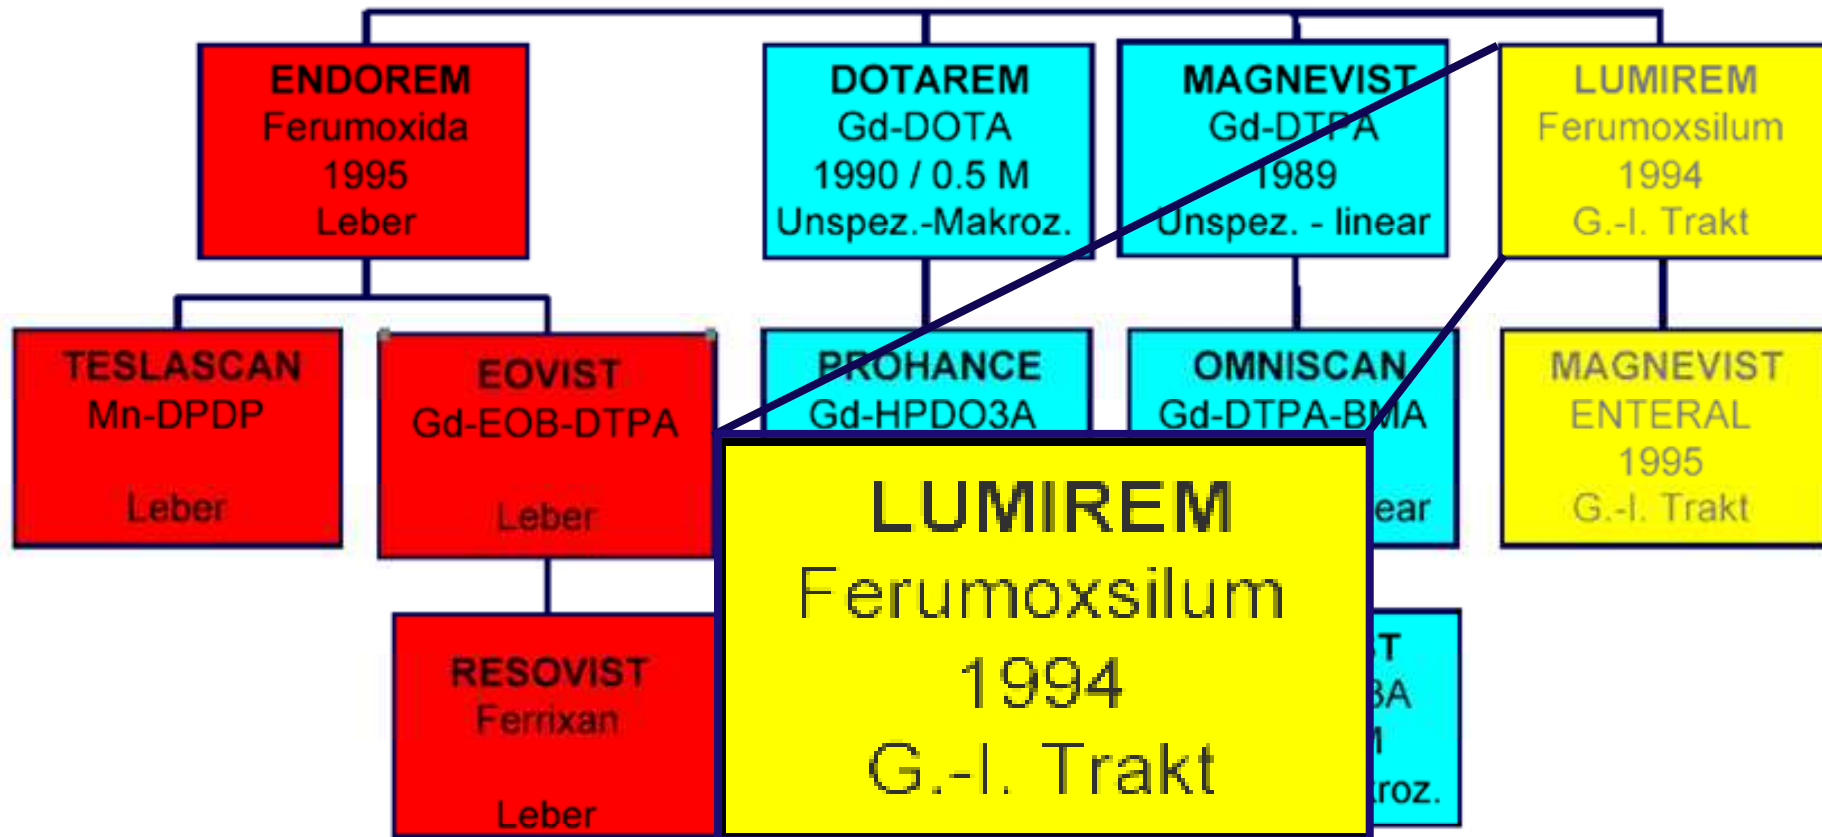 ENDOREM
Ferumoxida
1995
Leber
DOTAREM
Gd-DOTA
1990 / 0.5 M
Unspez.-Makroz.
MAGNEVIST
Gd-DTPA
1989
Unspez. - linear
LUMIREM
Ferumoxsilum
1994
G.-I. Trakt
TESLASCAN
Mn-DPDP
Leber
EOVIST
Gd-EOB-DTPA
Leber
PROHANCE
Gd-HPDO3A
OMNISCAN
Gd-DTPA-BMA
MAGNEVIST
ENTERAL
1995
G.-I. Trakt
RESOVIST
Ferrixan
Leber
LUMIREM
Ferumoxsilum
1994
G.-I. Trakt